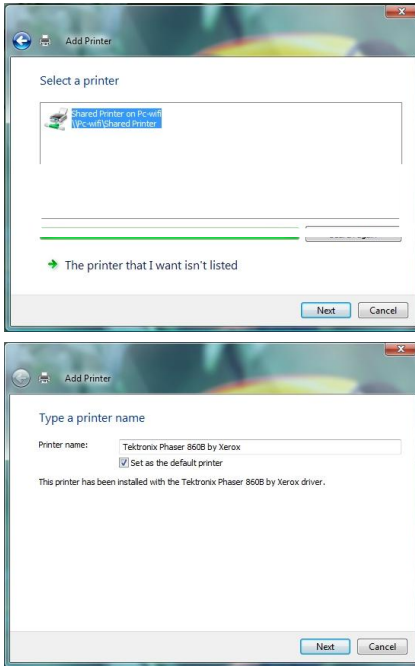 Add Printer
Select a printer
Shared Printer on Pc-wifi
\\Pc-wifi\Shared Printer
The printer that I want isn't listed
Next Cancel
Add Printer
Type a printer name
Printer name: Tektronix Phaser 860B by Xerox
Set as the default printer
This printer has been installed with the Tektronix Phaser 860B by Xerox driver.
Next Cancel